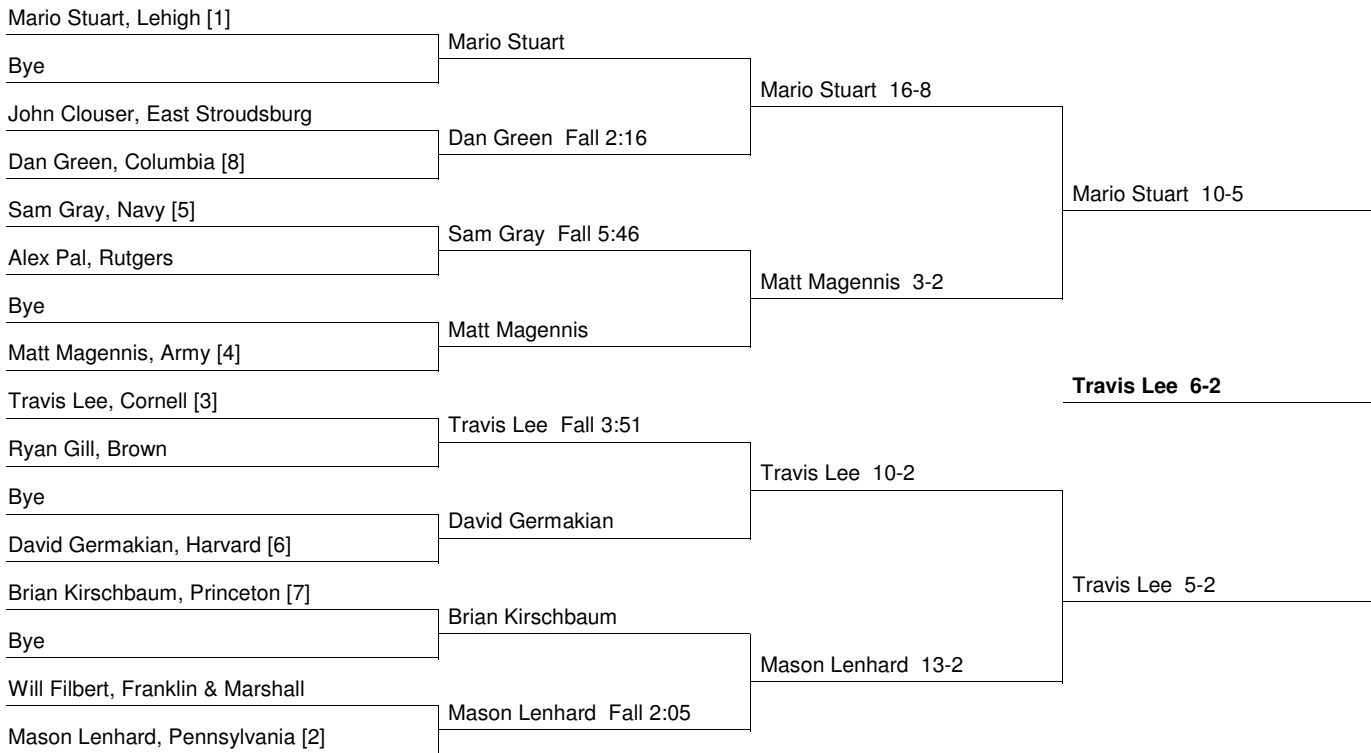 Mario Stuart, Lehigh [1]
Bye
John Clouser, East Stroudsburg
Dan Green, Columbia [8]
Sam Gray, Navy [5]
Alex Pal, Rutgers
Bye
Matt Magennis, Army [4]
Travis Lee, Cornell [3]
Ryan Gill, Brown
Bye
David Germakian, Harvard [6]
Brian Kirschbaum, Princeton [7]
Bye
Will Filbert, Franklin & Marshall
Mason Lenhard, Pennsylvania [2]
Mario Stuart
Dan Green Fall 2:16
Sam Gray Fall 5:46
Matt Magennis
Travis Lee Fall 3:51
David Germakian
Brian Kirschbaum
Mason Lenhard Fall 2:05
Mario Stuart 16-8
Matt Magennis 3-2
Travis Lee 10-2
Mason Lenhard 13-2
Mario Stuart 10-5
Travis Lee 6-2
Travis Lee 5-2